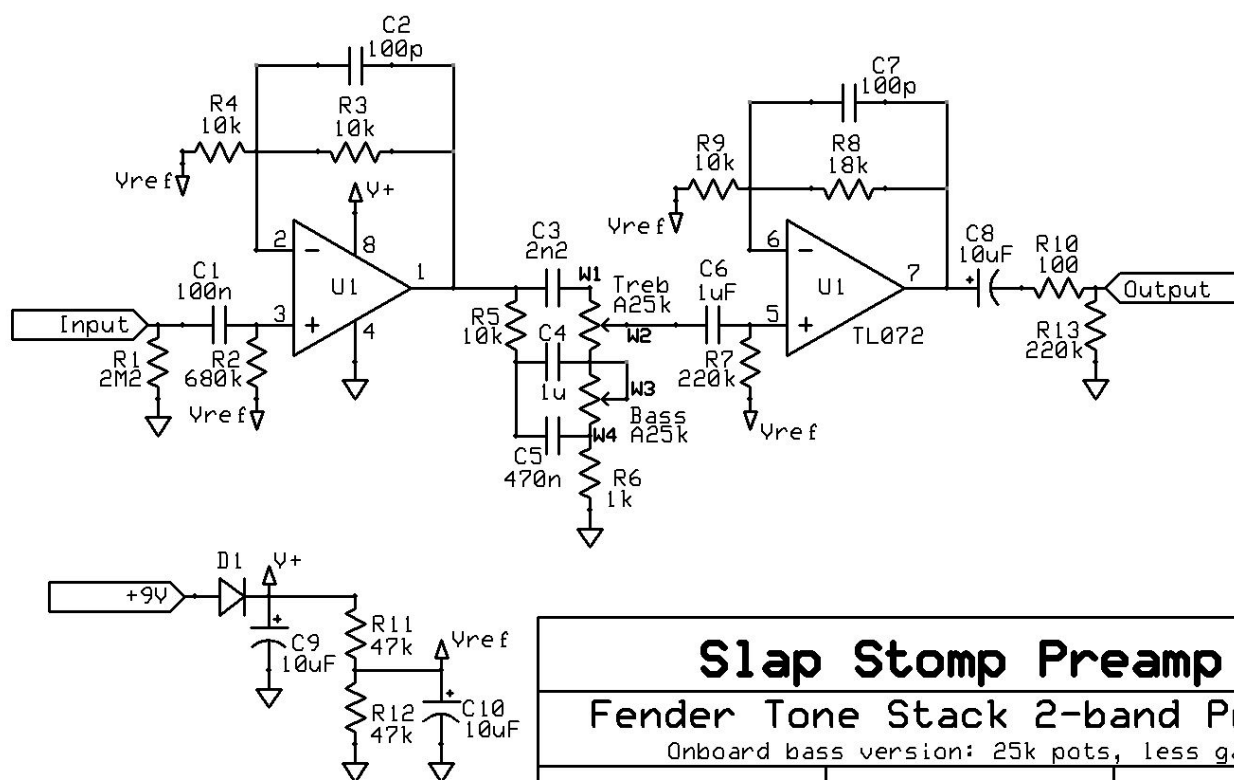 C2
100p
R4
10k
R3
10k
Vref
V+
2
8
1
C1
100n
Input
3
U1
4
R1
2M2
R2
680k
Vref
C3
2n2
W1
Treb
A25k
W2
R5
10k
C4
1u
W3
Bass
A25k
W4
C5
470n
R6
1k
C6
1uF
R7
220k
Vref
C7
100p
R9
10k
R8
18k
Vref
6
7
5
U1
TL072
C8
10uF
+
R10
100
Output
R13
220k
D1
V+
+9V
+
C9
10uF
R11
47k
Vref
R12
47k
+
C10
10uF
Slap Stomp Preamp
Fender Tone Stack 2-band Pr
Onboard bass version: 25k pots, less ga